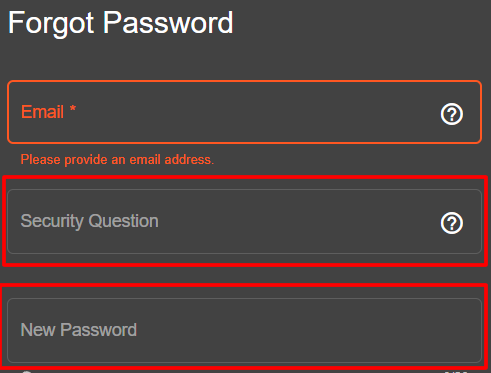 Forgot Password
Email *
Please provide an email address.
Security Question
New Password